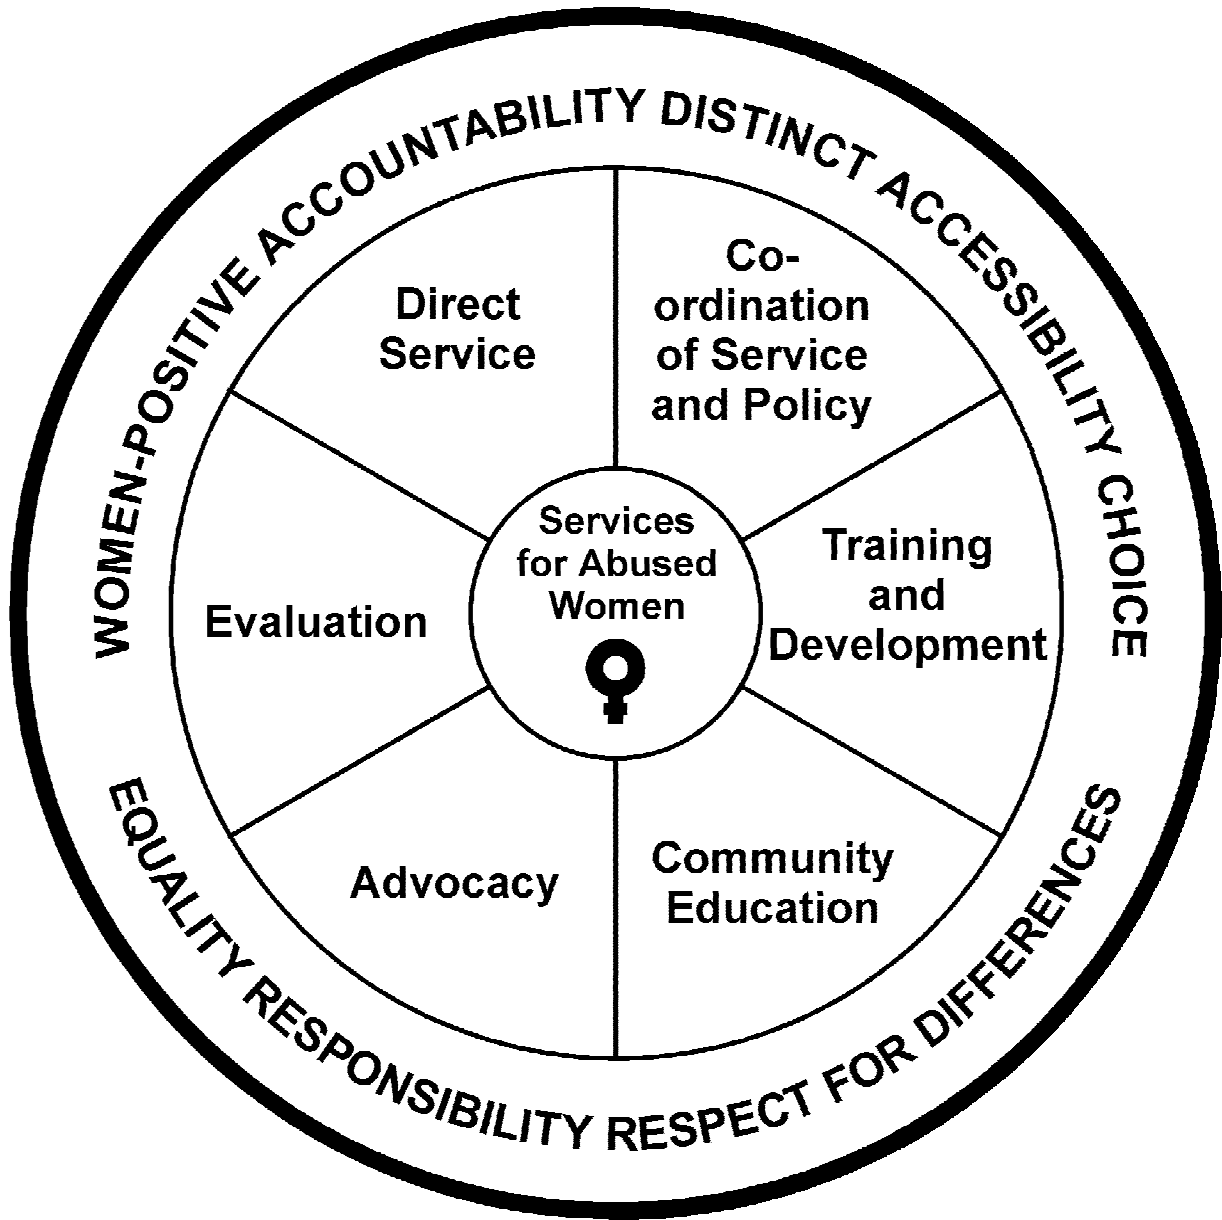 WOMEN-POSITIVE ACCOUNTABILITY DISTINCT ACCESSIBILITY CHOICE
Direct
Service
Co-
ordination
of Service
and Policy
Evaluation
Services
for Abused
Women
Training
and
Development
Advocacy
Community
Education
EQUALITY RESPONSIBILITY RESPECT FOR DIFFERENCES